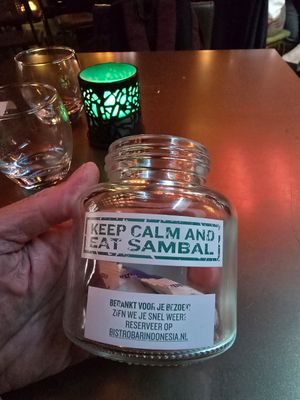 KEEP CALM AND
EAT SAMBAL
BEDANKT VOOR JE BEZOEK
ZIEN WE JE SNEL WEER?
RESERVEER OP
BISTROBARINDONESIA.NL